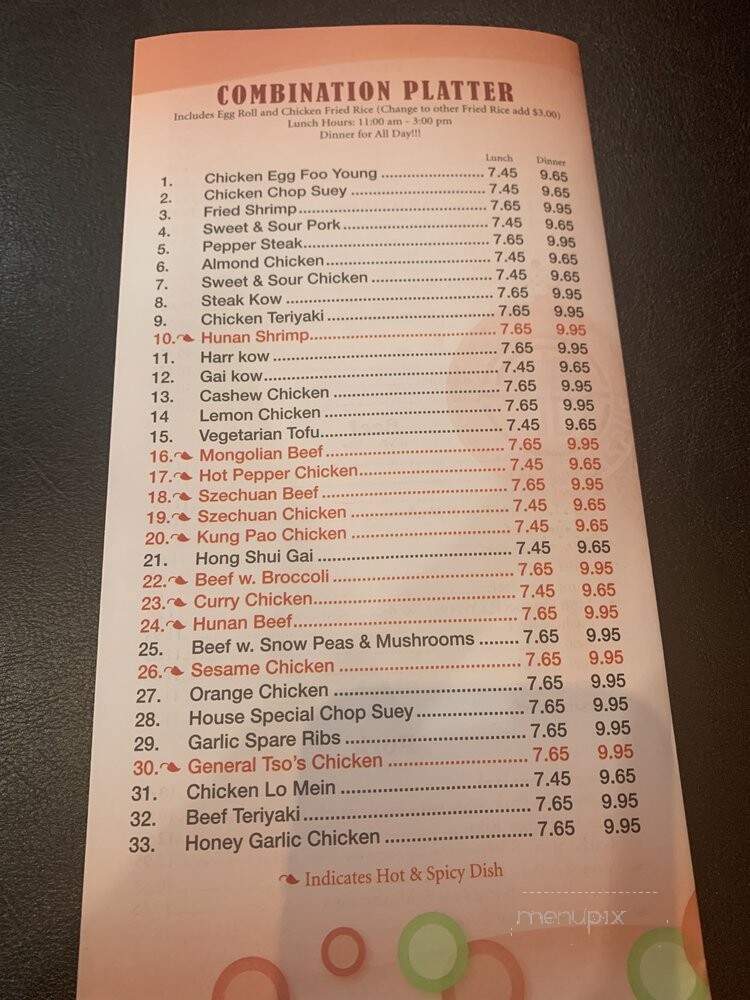 COMBINATION PLATTER
Includes Egg Roll and Chicken Fried Rice (Change to other Fried Rice add $3.00)
Lunch Hours: 11:00 am - 3:00 pm
Dinner for All Day!!!
Lunch Dinner
1. Chicken Egg Foo Young 7.45 9.65
2. Chicken Chop Suey 7.45 9.65
3. Fried Shrimp 7.65 9.95
4. Sweet & Sour Pork 7.45 9.65
5. Pepper Steak 7.65 9.95
6. Almond Chicken 7.45 9.65
7. Sweet & Sour Chicken 7.45 9.65
8. Steak Kow 7.65 9.95
9. Chicken Teriyaki 7.65 9.95
10. Hunan Shrimp 7.65 9.95
11. Harr kow 7.65 9.95
12. Gai kow 7.45 9.65
13. Cashew Chicken 7.65 9.95
14 Lemon Chicken 7.65 9.95
15. Vegetarian Tofu 7.45 9.65
16. Mongolian Beef 7.65 9.95
17. Hot Pepper Chicken 7.45 9.65
18. Szechuan Beef 7.65 9.95
19. Szechuan Chicken 7.45 9.65
20. Kung Pao Chicken 7.45 9.65
21. Hong Shui Gai 7.45 9.65
22. Beef w. Broccoli 7.65 9.95
23. Curry Chicken 7.45 9.65
24. Hunan Beef 7.65 9.95
25. Beef w. Snow Peas & Mushrooms 7.65 9.95
26. Sesame Chicken 7.65 9.95
27. Orange Chicken 7.65 9.95
28. House Special Chop Suey 7.65 9.95
29. Garlic Spare Ribs 7.65 9.95
30. General Tso's Chicken 7.65 9.95
31. Chicken Lo Mein 7.45 9.65
32. Beef Teriyaki 7.65 9.95
33. Honey Garlic Chicken 7.65 9.95
Indicates Hot & Spicy Dish
menupix